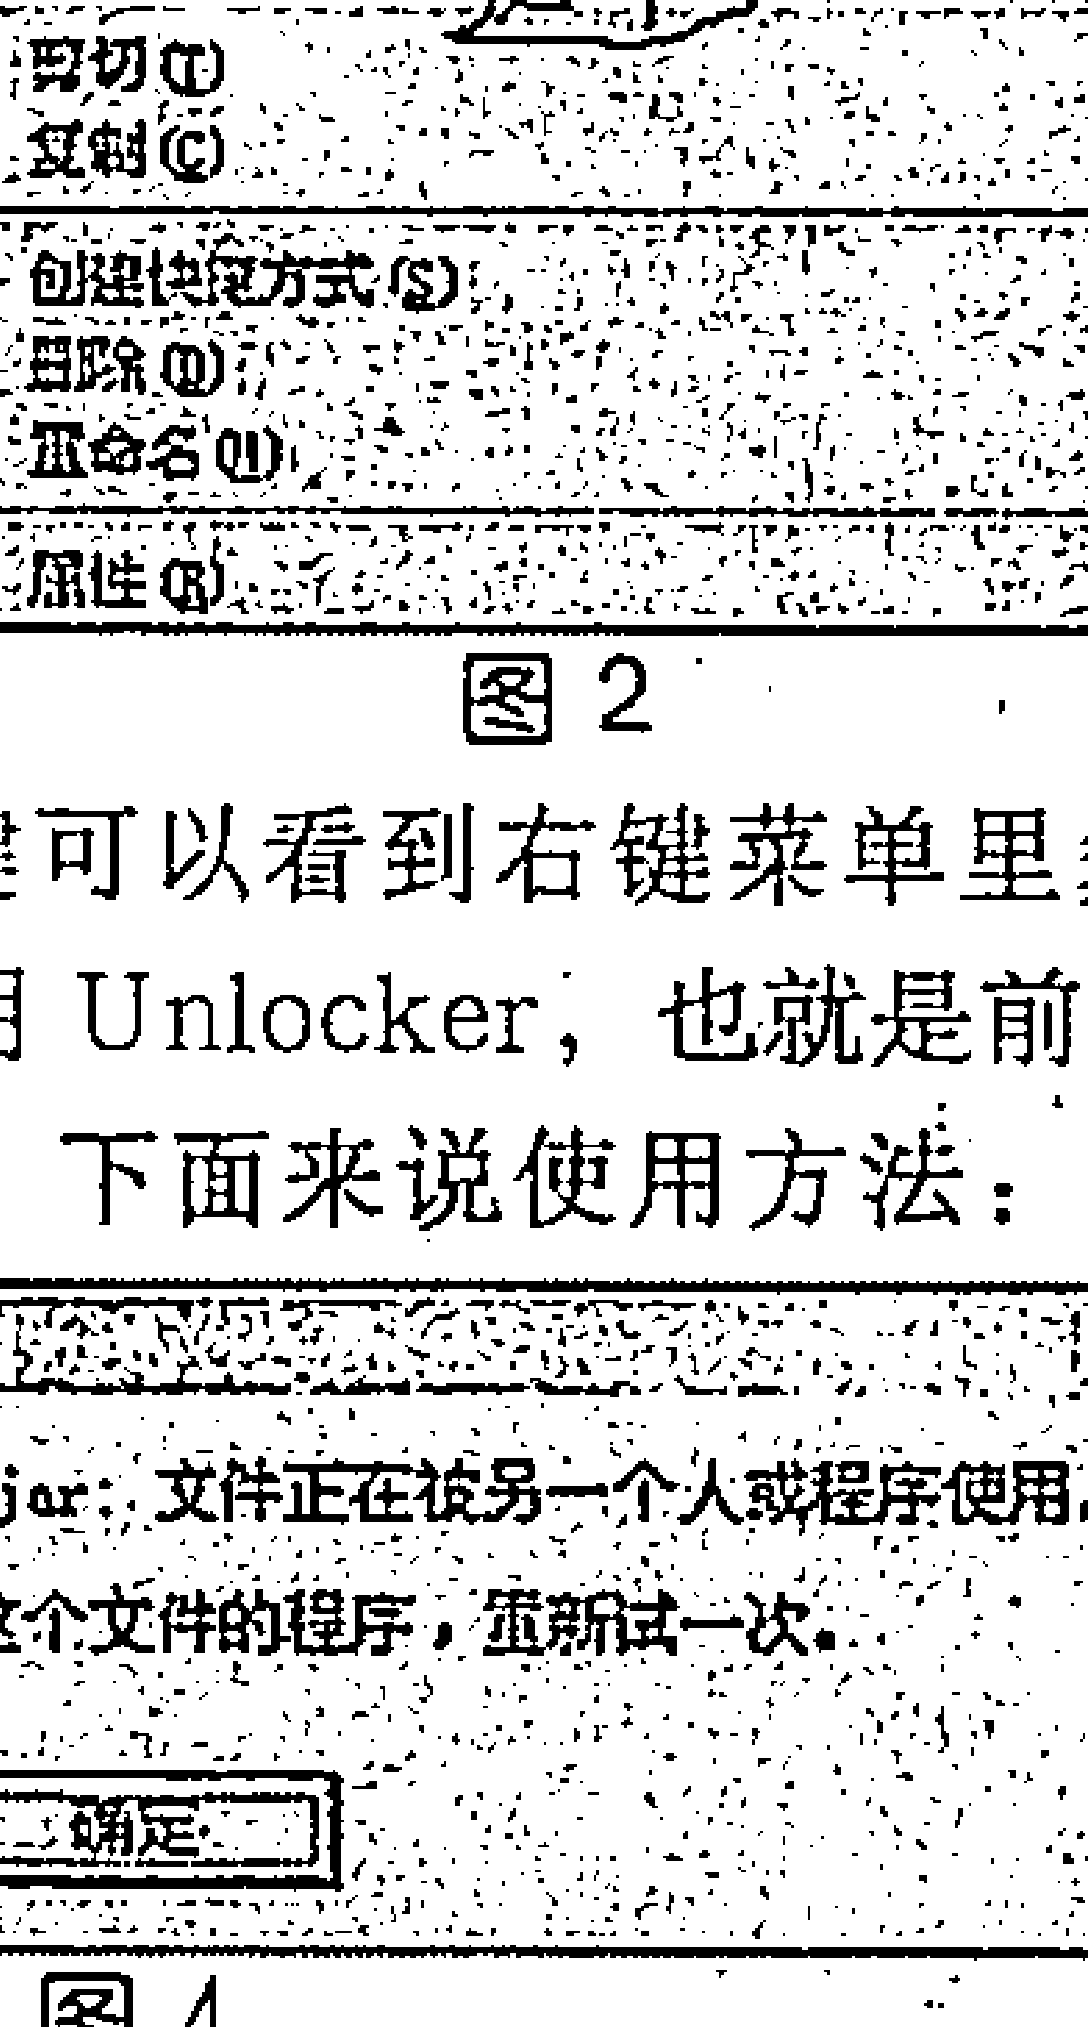 剪切(T)
复制(C)
创建快捷方式(S)
删除(D)
重命名(M)
属性(R)
图 2
可以看到右键菜单里
用 Unlocker，也就是前
下面来说使用方法：
jar: 文件正在被另一个人或程序使用。
这个文件的程序，重新试一次。
确定
图 1